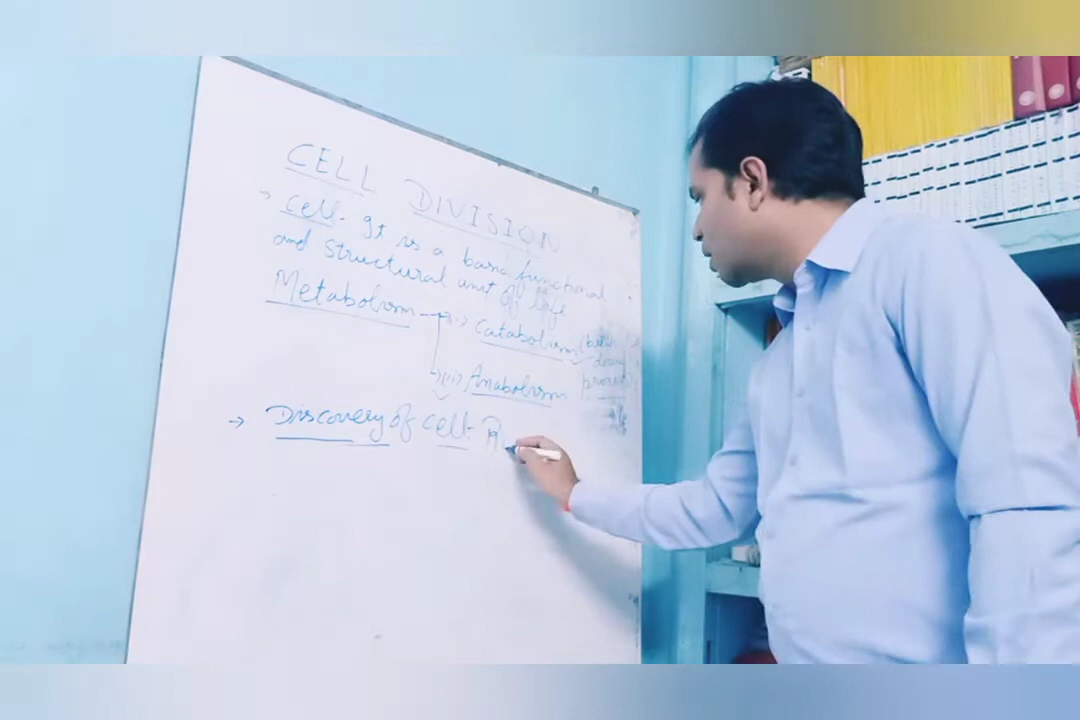 CELL DIVISION
→ Cell - It is a basic functional
and structural unit of life
Metabolism → (i) Catabolism
→ (ii) Anabolism
→ Discovery of cell - R